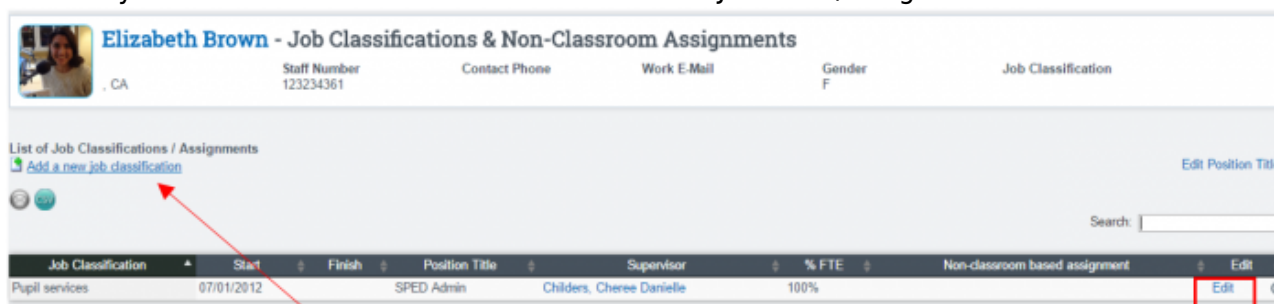 Elizabeth Brown - Job Classifications & Non-Classroom Assignments
Staff Number Contact Phone Work E-Mail Gender Job Classification
, CA 123234361 F
List of Job Classifications / Assignments
Add a new job classification
Edit Position
CSV
Search:
Job Classification Start Finish Position Title Supervisor % FTE Non-classroom based assignment Edit
Pupil services 07/01/2012 SPED Admin Childers, Cheree Danielle 100% Edit